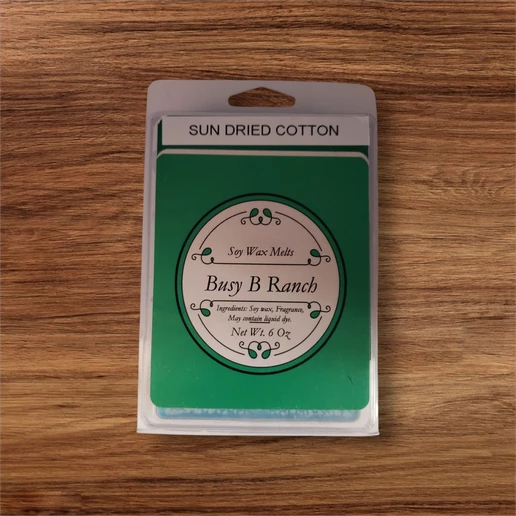 SUN DRIED COTTON
Soy Wax Melts
Busy B Ranch
Ingredients: Soy wax, Fragrance,
May contain liquid dye.
Net Wt. 6 Oz